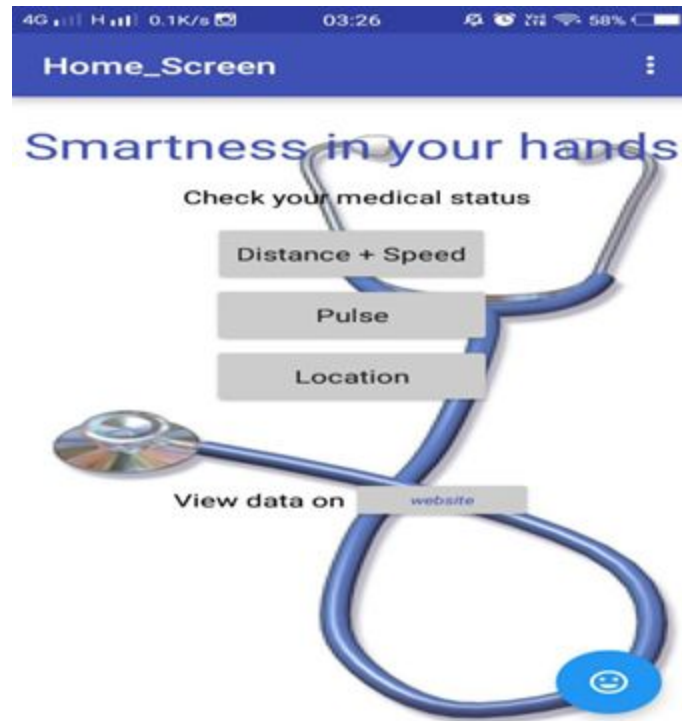 4G H 0.1K/s 03:26 58%
Home_Screen
Smartness in your hands
Check your medical status
Distance + Speed
Pulse
Location
View data on website